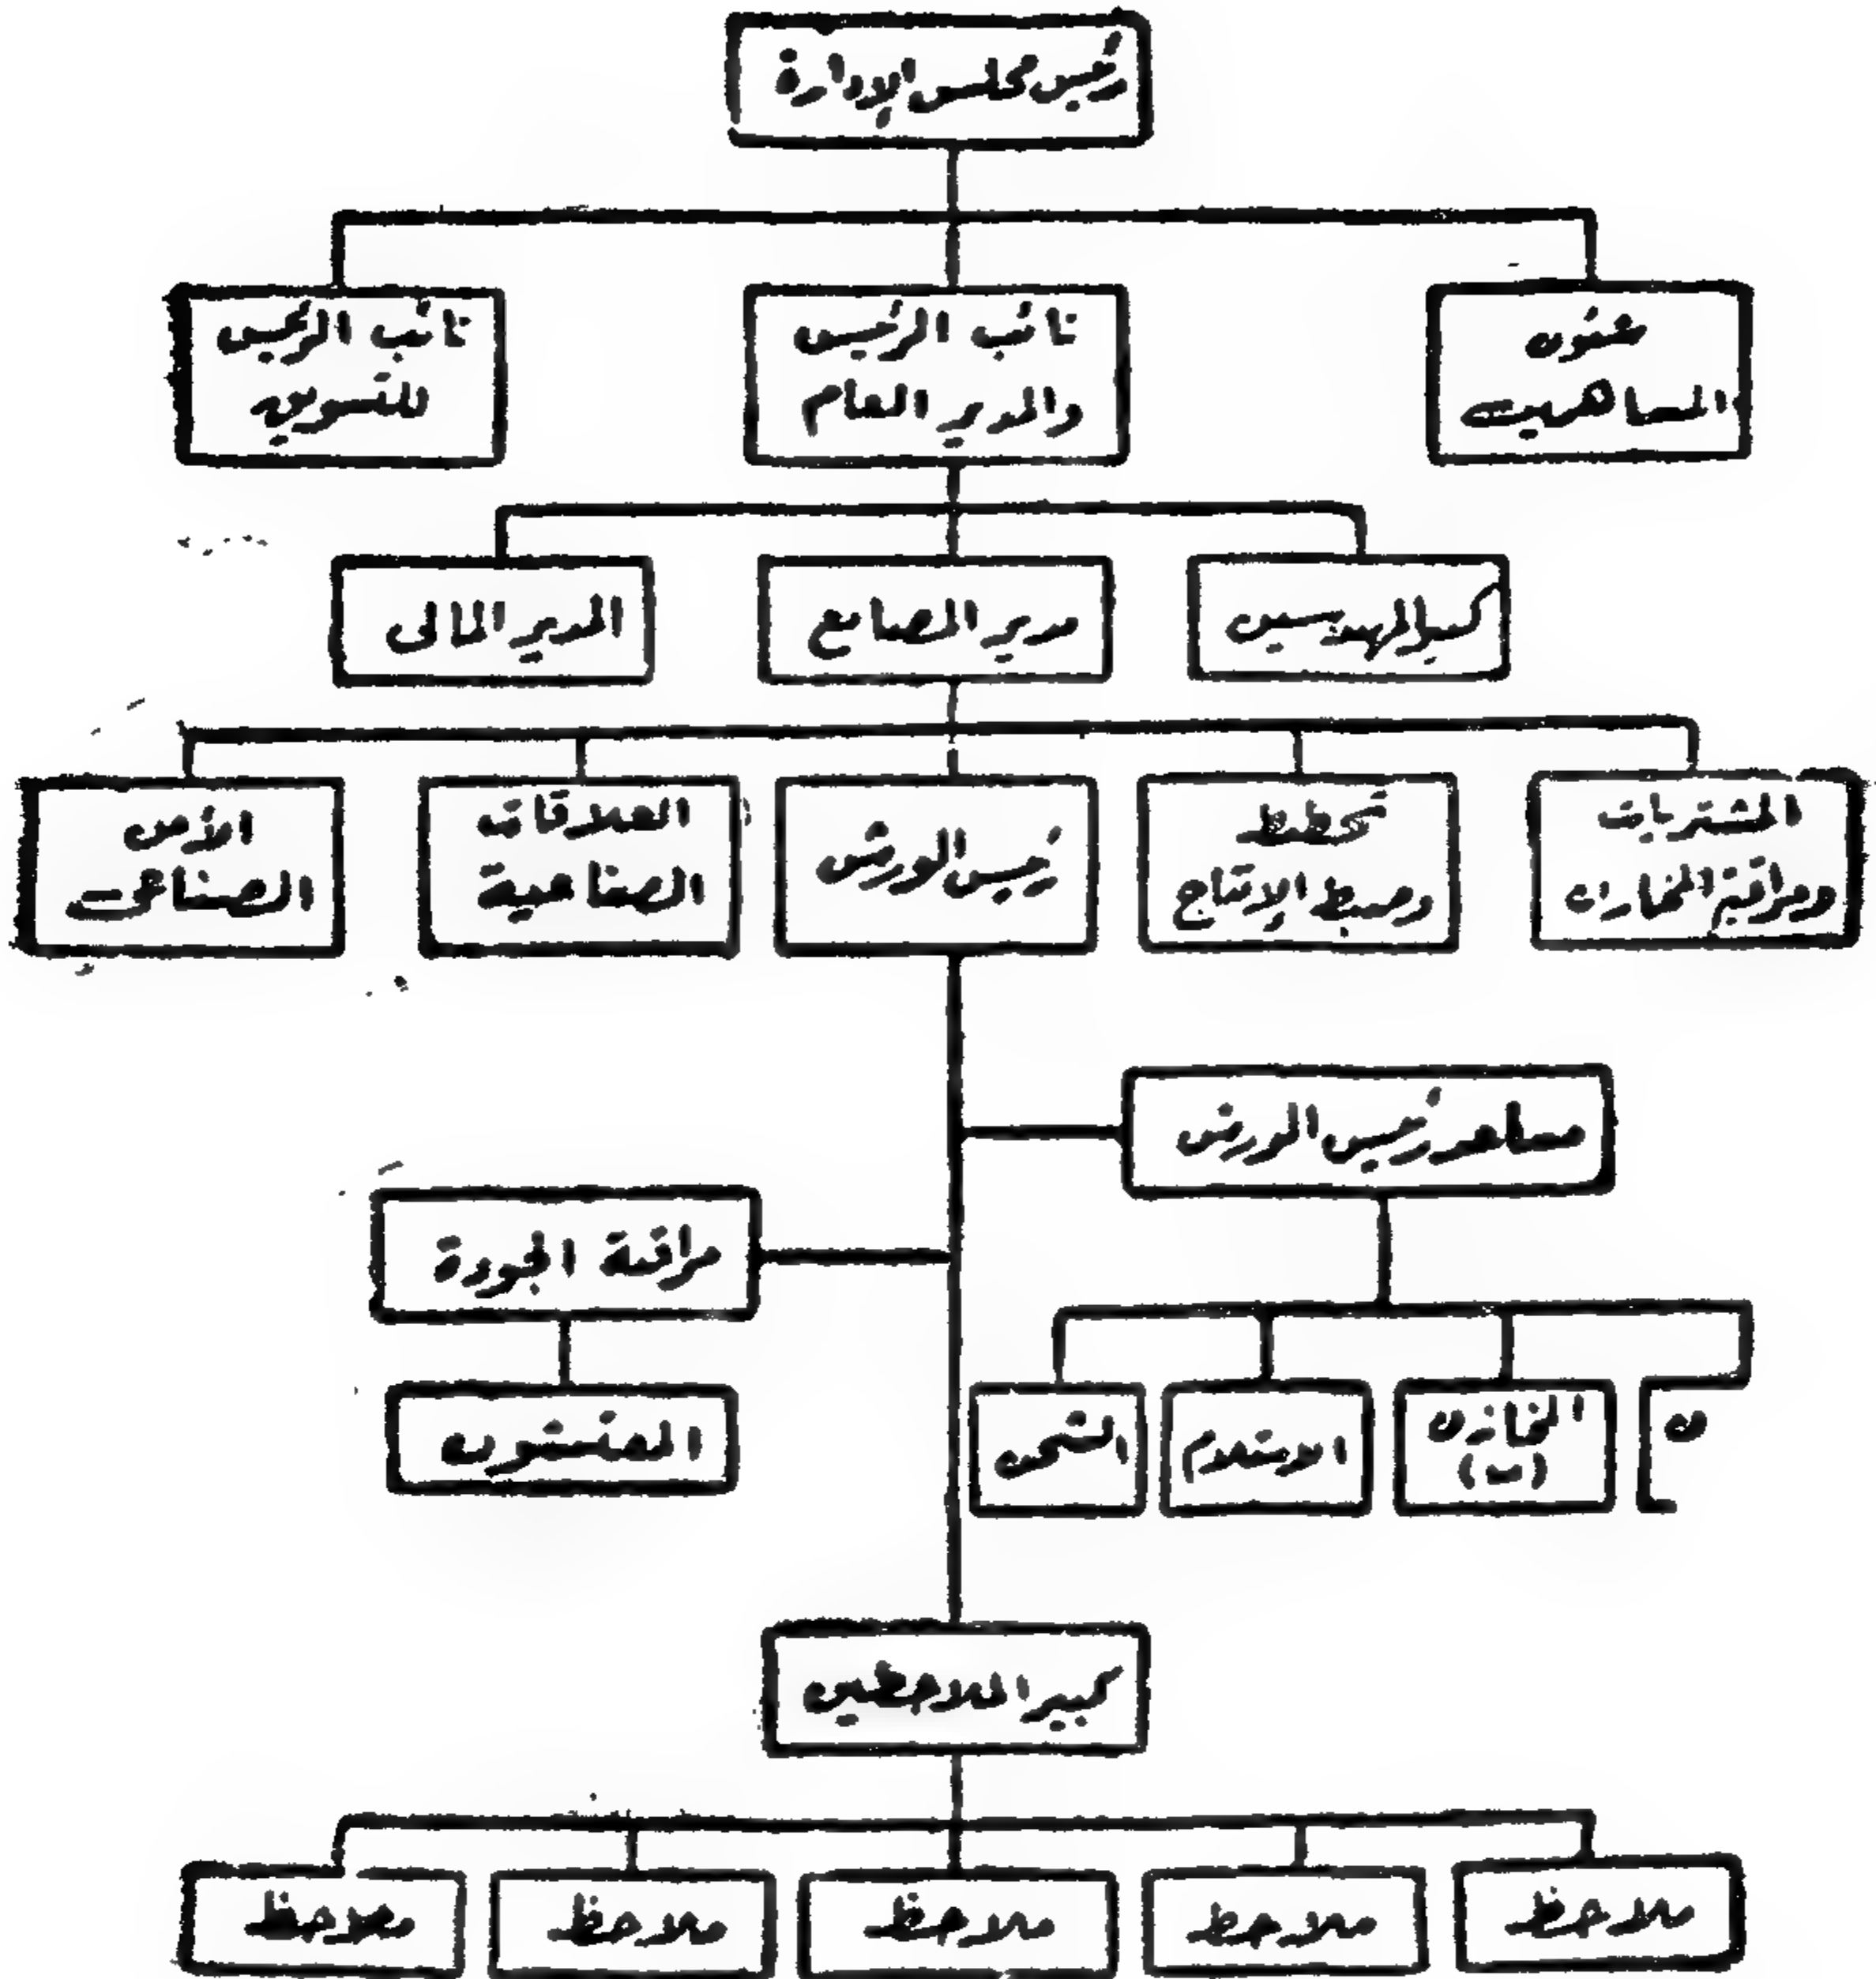 رئيس مجلس الإدارة
شئون
المساهمين
نائب الرئيس
والمدير العام
نائب الرئيس
للتسويق
كبير المهندسين
مدير المصانع
المدير المالى
المشتريات
ومراقبة المخازن
تخطيط
وضبط الإنتاج
رئيس الورش
العلاقات
الصناعية
الأمن
الصناعى
مساعد رئيس الورش
مراقبة الجودة
ن
المخازن
(ب)
الاستلام
الشحن
المفتشون
كبير الملاحظين
ملاحظ
ملاحظ
ملاحظ
ملاحظ
ملاحظ